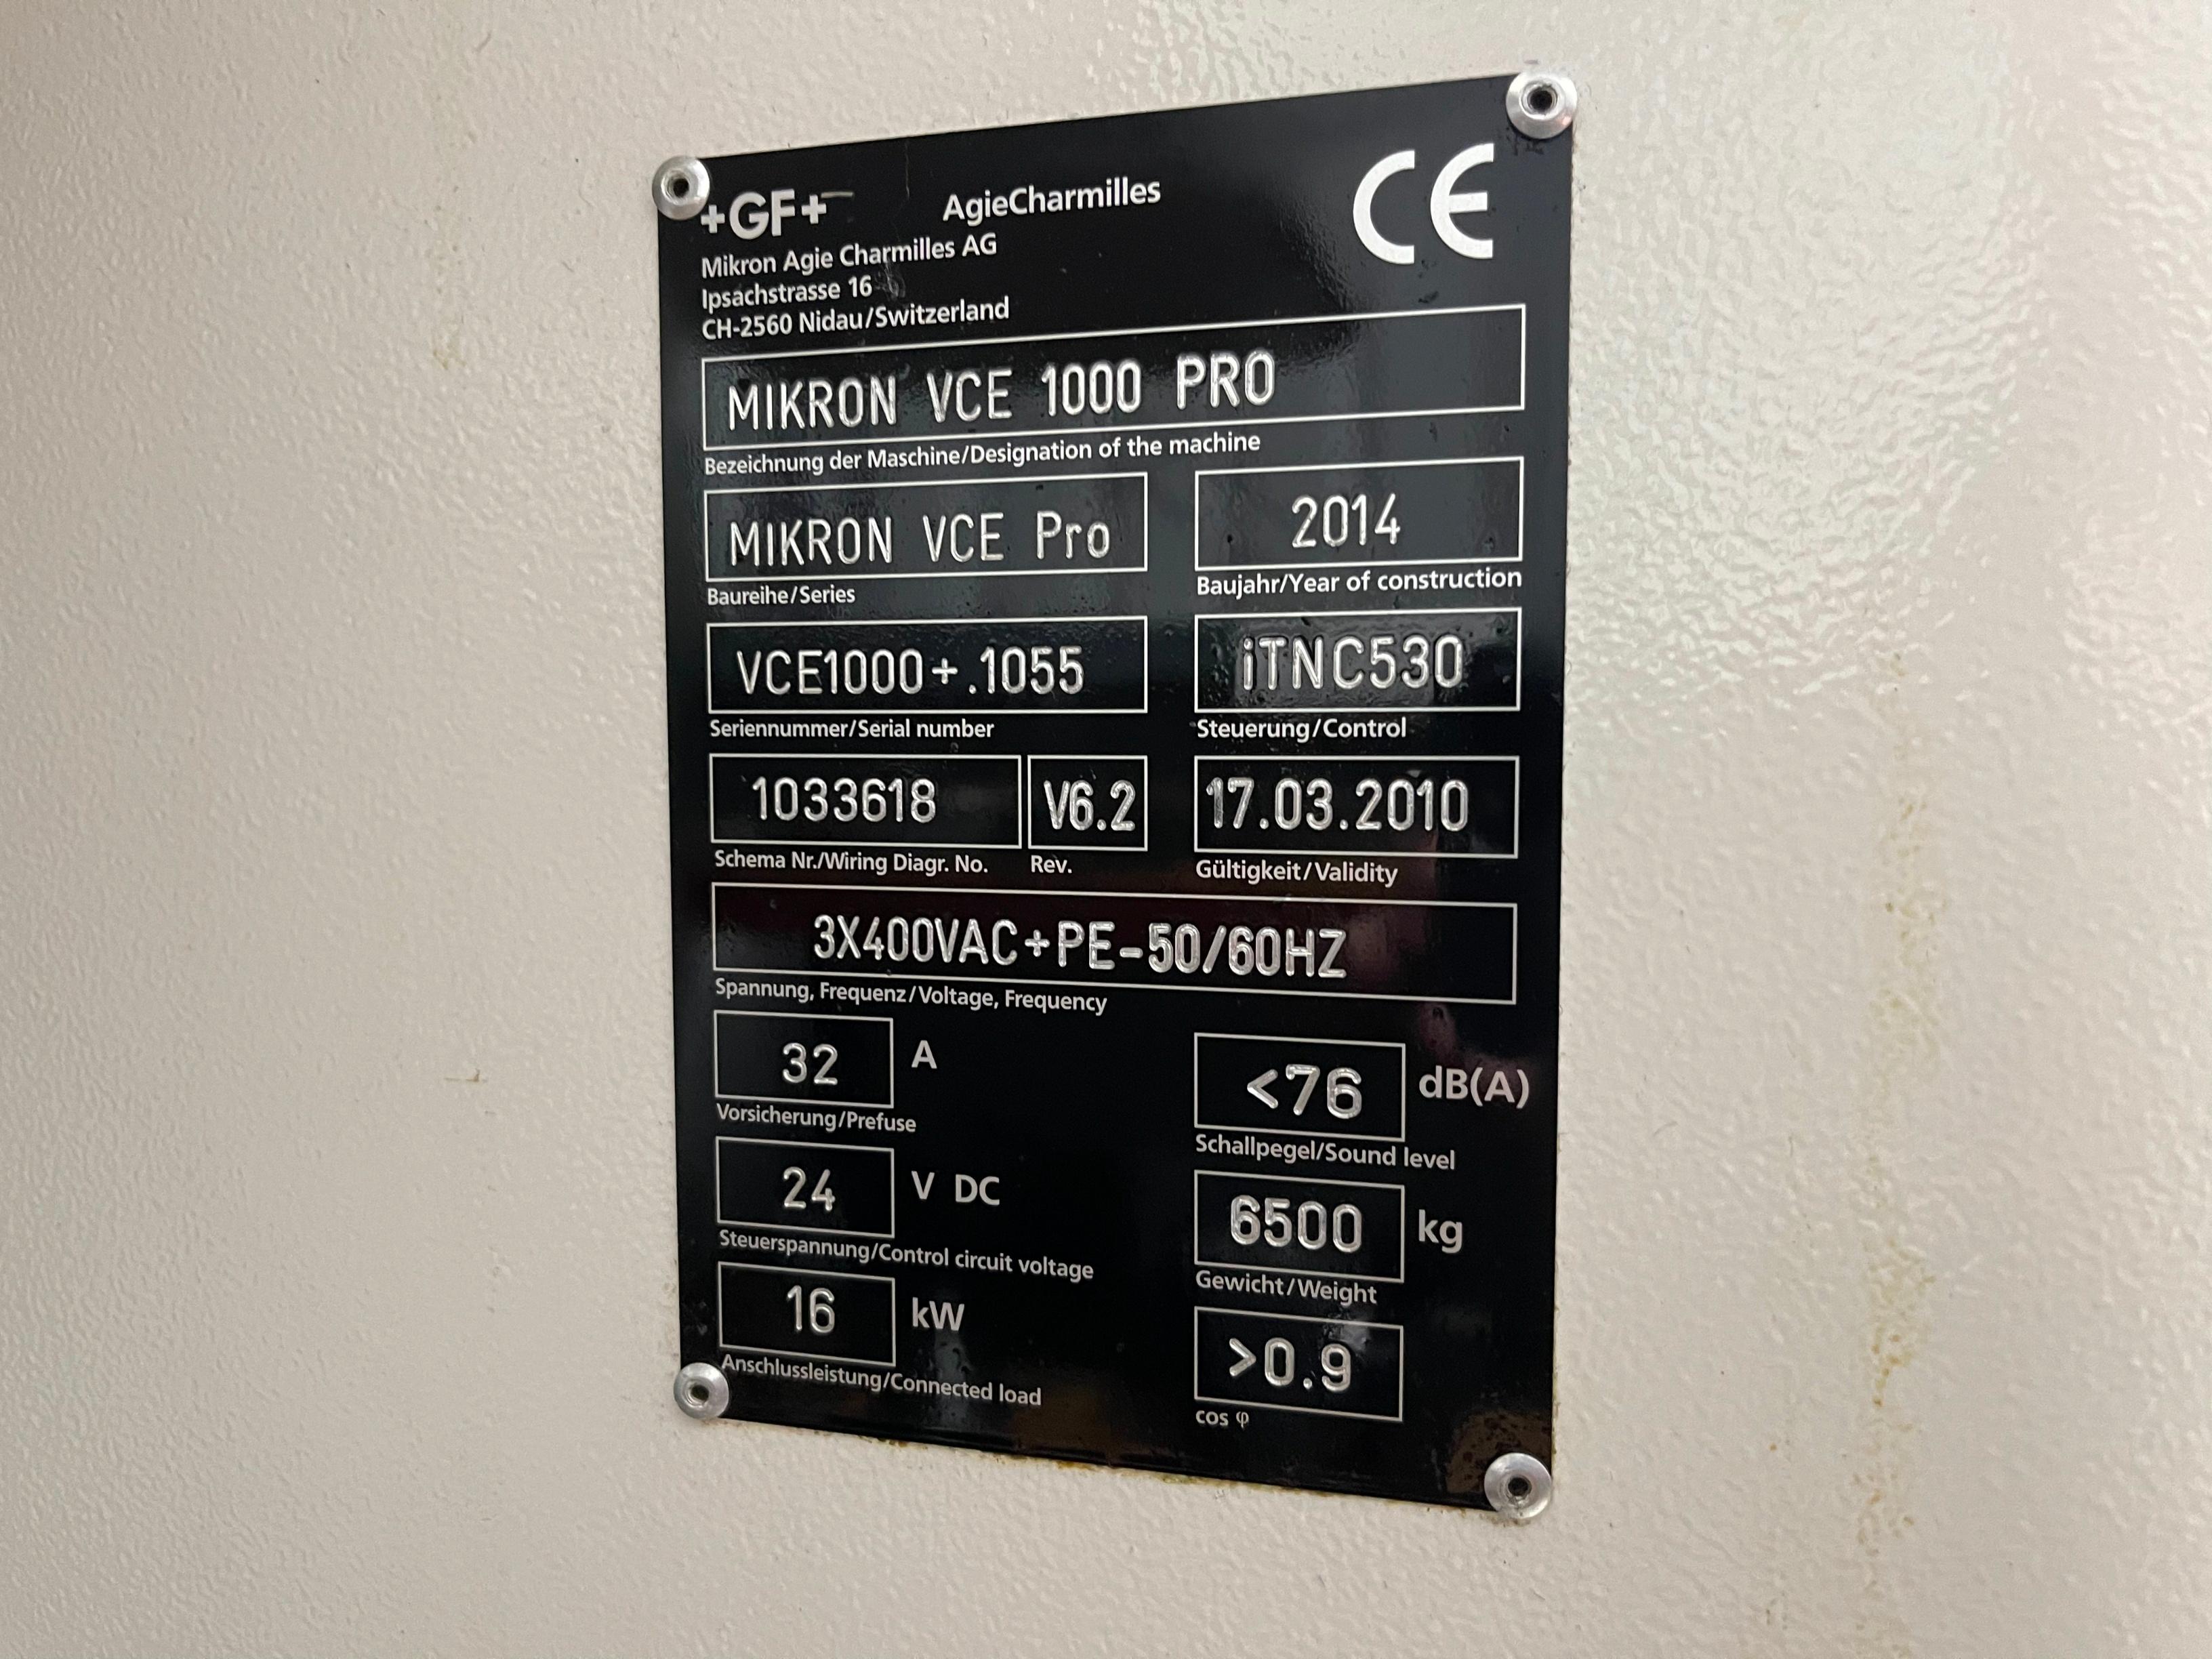 +GF+ AgieCharmilles CE
Mikron Agie Charmilles AG
Ipsachstrasse 16
CH-2560 Nidau/Switzerland
MIKRON VCE 1000 PRO
Bezeichnung der Maschine/Designation of the machine
MIKRON VCE Pro 2014
Baureihe/Series Baujahr/Year of construction
VCE1000+.1055 iTNC530
Seriennummer/Serial number Steuerung/Control
1033618 V6.2 17.03.2010
Schema Nr./Wiring Diagr. No. Rev. Gültigkeit/Validity
3X400VAC+PE-50/60HZ
Spannung, Frequenz/Voltage, Frequency
32 A <76 dB(A)
Vorsicherung/Prefuse Schallpegel/Sound level
24 V DC 6500 kg
Steuerspannung/Control circuit voltage Gewicht/Weight
16 kW >0.9
Anschlussleistung/Connected load cos φ